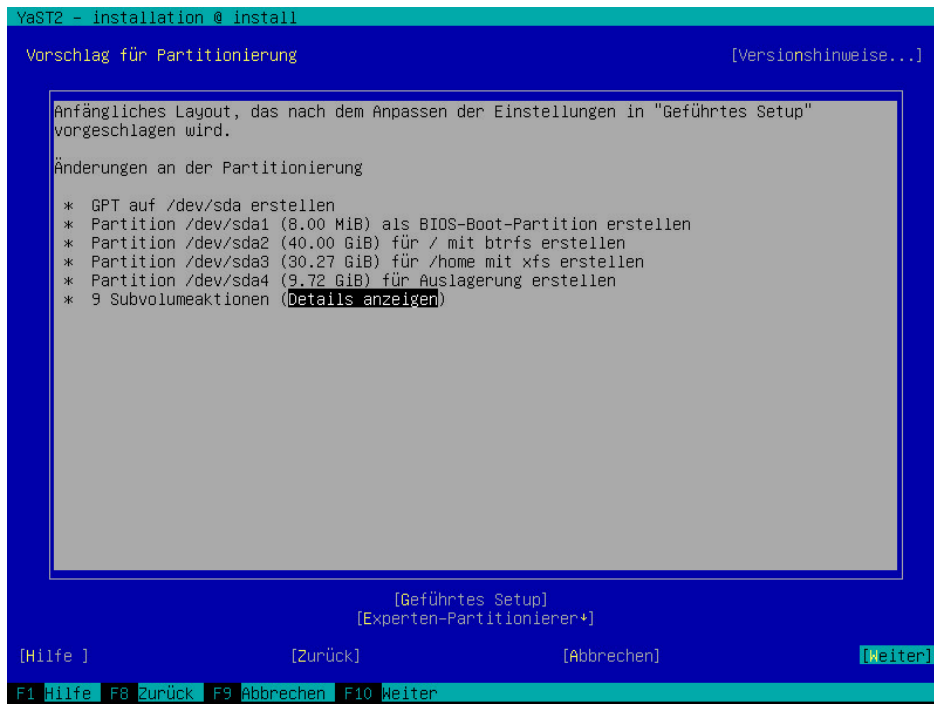 YaST2 - installation @ install
Vorschlag für Partitionierung [Versionshinweise...]
Anfängliches Layout, das nach dem Anpassen der Einstellungen in "Geführtes Setup"
vorgeschlagen wird.
Änderungen an der Partitionierung
* GPT auf /dev/sda erstellen
* Partition /dev/sda1 (8.00 MiB) als BIOS-Boot-Partition erstellen
* Partition /dev/sda2 (40.00 GiB) für / mit btrfs erstellen
* Partition /dev/sda3 (30.27 GiB) für /home mit xfs erstellen
* Partition /dev/sda4 (9.72 GiB) für Auslagerung erstellen
* 9 Subvolumeaktionen (Details anzeigen)
[Geführtes Setup]
[Experten-Partitionierer↓]
[Hilfe ] [Zurück] [Abbrechen] [Weiter]
F1 Hilfe F8 Zurück F9 Abbrechen F10 Weiter